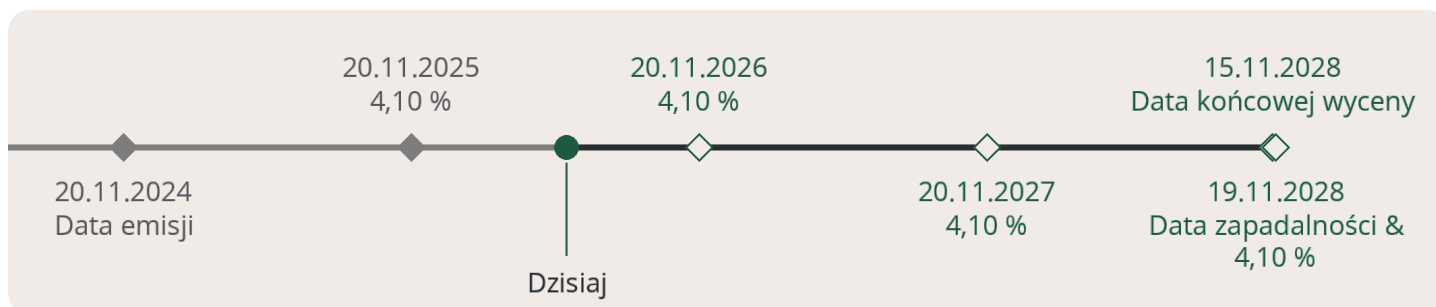 20.11.2025
4,10 %
20.11.2026
4,10 %
15.11.2028
Data końcowej wyceny
20.11.2024
Data emisji
20.11.2027
4,10 %
19.11.2028
Data zapadalności &
4,10 %
Dzisiaj